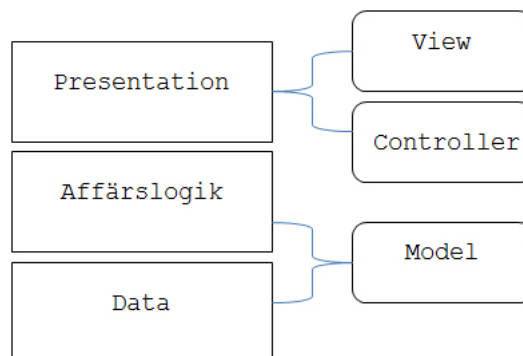 View
Presentation
Controller
Affärslogik
Model
Data